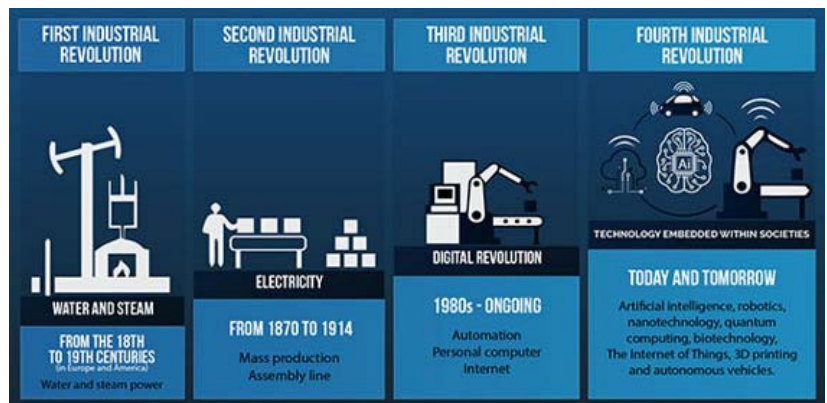 FIRST INDUSTRIAL
REVOLUTION
WATER AND STEAM
FROM THE 18TH
TO 19TH CENTURIES
(in Europe and America)
Water and steam power
SECOND INDUSTRIAL
REVOLUTION
ELECTRICITY
FROM 1870 TO 1914
Mass production
Assembly line
THIRD INDUSTRIAL
REVOLUTION
DIGITAL REVOLUTION
1980s - ONGOING
Automation
Personal computer
Internet
FOURTH INDUSTRIAL
REVOLUTION
Ai
TECHNOLOGY EMBEDDED WITHIN SOCIETIES
TODAY AND TOMORROW
Artificial intelligence, robotics,
nanotechnology, quantum
computing, biotechnology,
The Internet of Things, 3D printing
and autonomous vehicles.